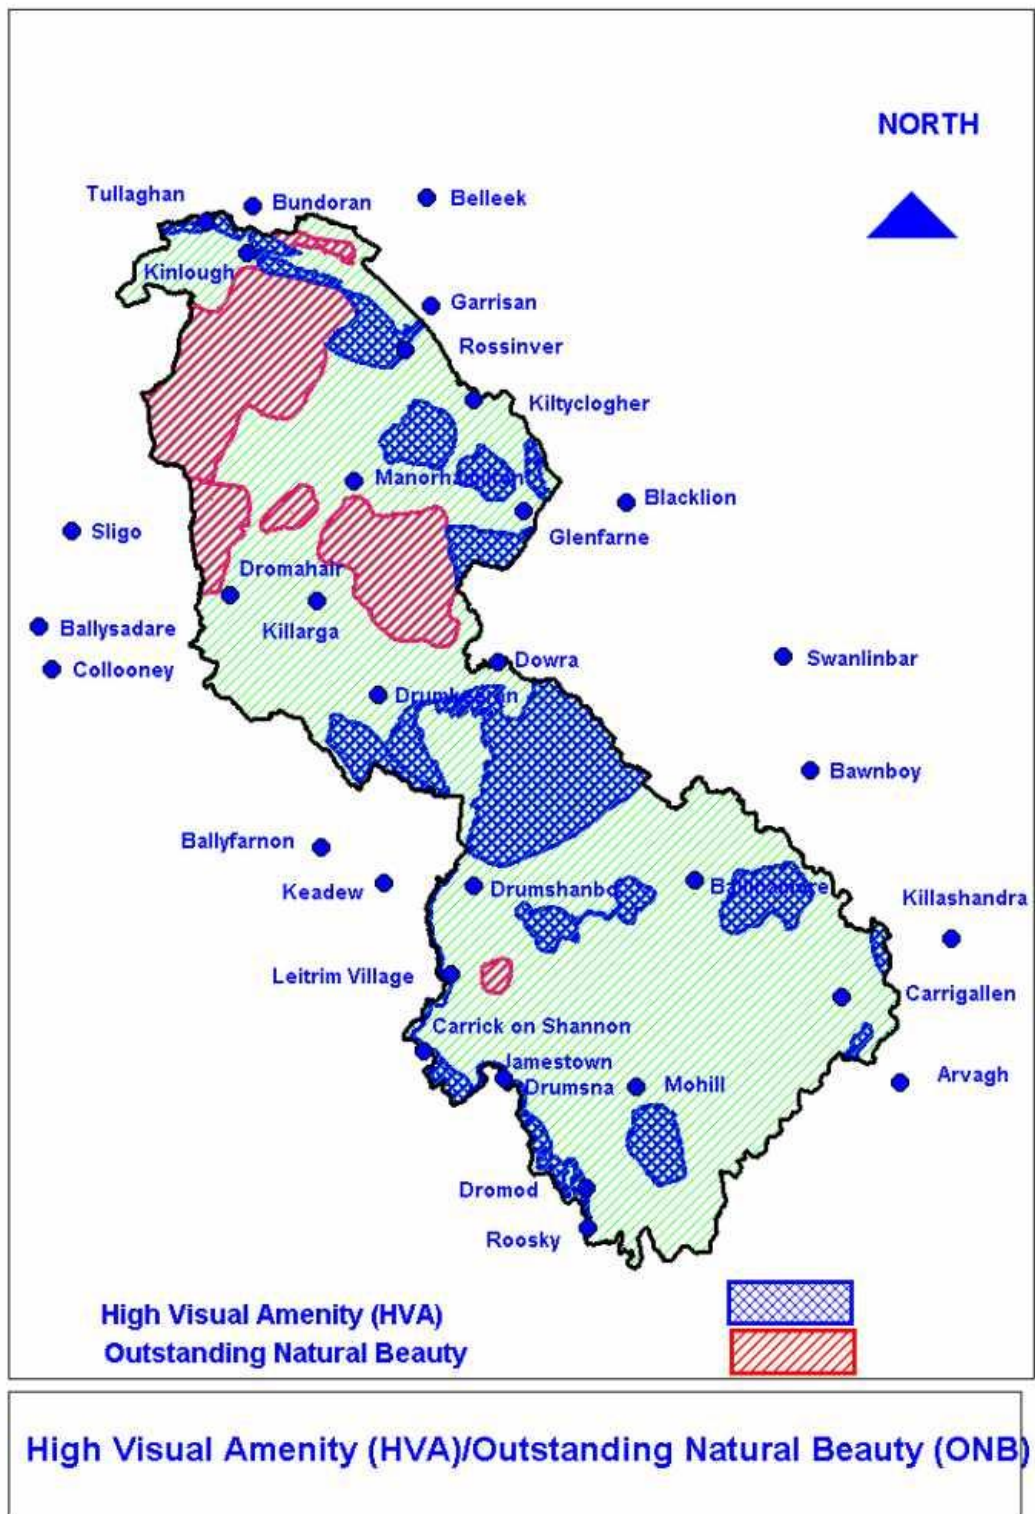 NORTH
Tullaghan
Bundoran
Belleek
Kinlough
Garrisan
Rossinver
Kiltyclogher
Blacklion
Sligo
Glenfarne
Dromahair
Ballysadare
Killarga
Collooney
Dowra
Swanlinbar
Bawnboy
Ballyfarnon
Keadew
Drumshanbo
Killashandra
Leitrim Village
Carrigallen
Carrick on Shannon
Jamestown
Drumsna
Mohill
Arvagh
Dromod
Roosky
High Visual Amenity (HVA)
Outstanding Natural Beauty
High Visual Amenity (HVA)/Outstanding Natural Beauty (ONB)